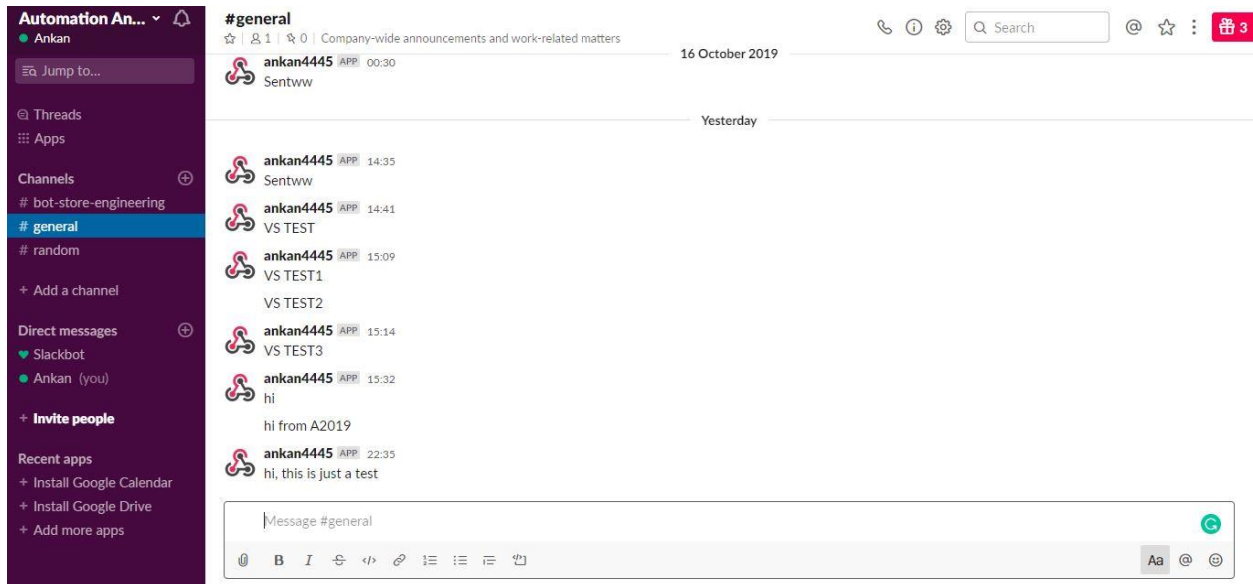 Automation An...
Ankan
Jump to...
Threads
Apps
Channels
# bot-store-engineering
# general
# random
+ Add a channel
Direct messages
Slackbot
Ankan (you)
+ Invite people
Recent apps
+ Install Google Calendar
+ Install Google Drive
+ Add more apps
#general
1 | 0 | Company-wide announcements and work-related matters
Search
@
3
16 October 2019
ankan4445 APP 00:30
Sentww
Yesterday
ankan4445 APP 14:35
Sentww
ankan4445 APP 14:41
VS TEST
ankan4445 APP 15:09
VS TEST1
VS TEST2
ankan4445 APP 15:14
VS TEST3
ankan4445 APP 15:32
hi
hi from A2019
ankan4445 APP 22:35
hi, this is just a test
Message #general
B I S </> Aa @